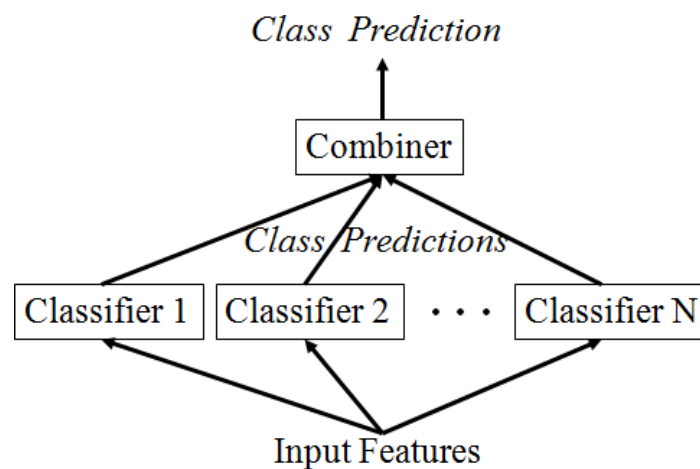 Class Prediction
Combiner
Class Predictions
Classifier 1
Classifier 2
· · ·
Classifier N
Input Features